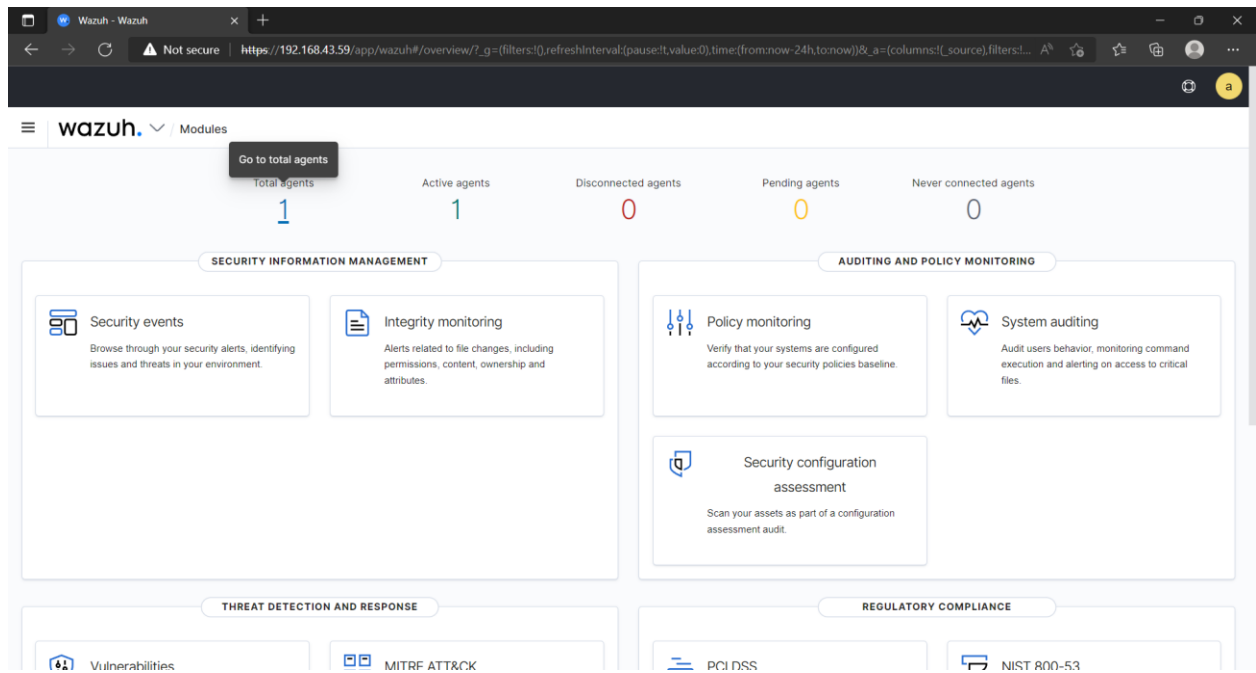 Wazuh - Wazuh
Not secure
https://192.168.43.59/app/wazuh#/overview/?_g=(filters:!(),refreshInterval:(pause:!t,value:0),time:(from:now-24h,to:now))&_a=(columns:!(_source),filters:!...
a
wazuh. / Modules
Go to total agents
Total agents
1
Active agents
1
Disconnected agents
0
Pending agents
0
Never connected agents
0
SECURITY INFORMATION MANAGEMENT
Security events
Browse through your security alerts, identifying
issues and threats in your environment.
Integrity monitoring
Alerts related to file changes, including
permissions, content, ownership and
attributes.
AUDITING AND POLICY MONITORING
Policy monitoring
Verify that your systems are configured
according to your security policies baseline.
System auditing
Audit users behavior, monitoring command
execution and alerting on access to critical
files.
Security configuration
assessment
Scan your assets as part of a configuration
assessment audit.
THREAT DETECTION AND RESPONSE
Vulnerabilities
MITRE ATT&CK
REGULATORY COMPLIANCE
PCI DSS
NIST 800-53